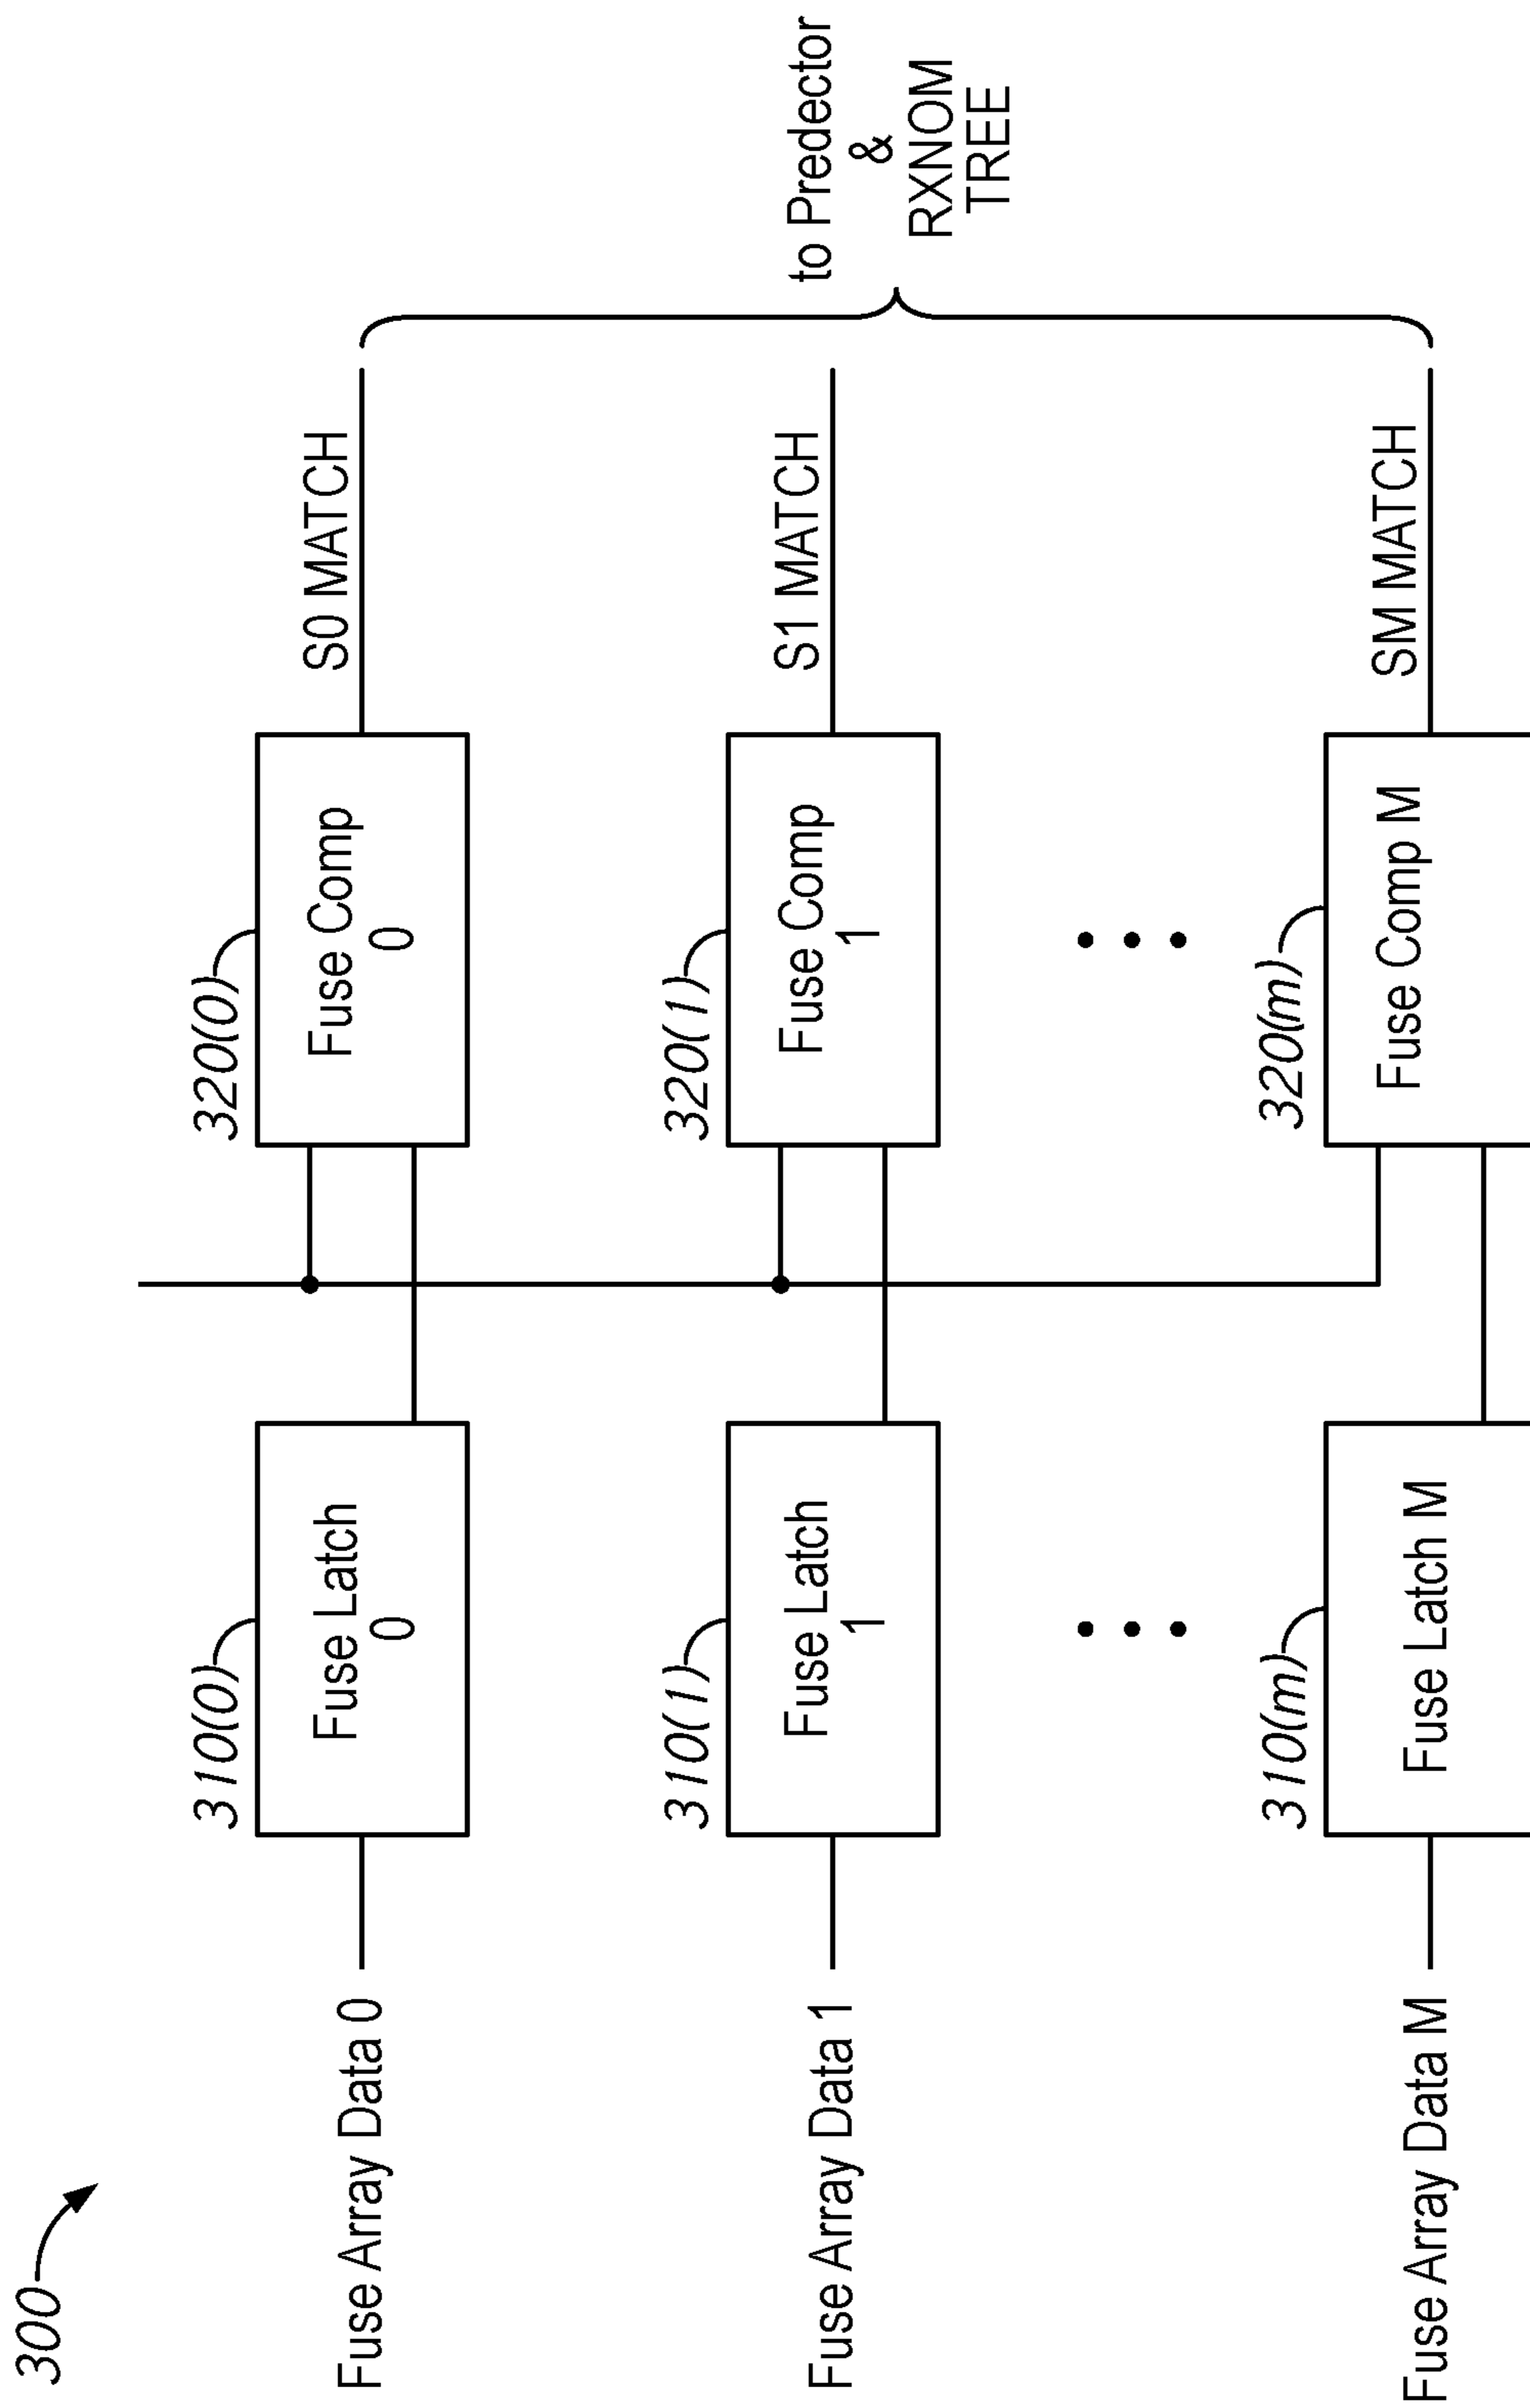 300
Fuse Array Data 0
310(0)
Fuse Latch
0
320(0)
Fuse Comp
0
S0 MATCH
Fuse Array Data 1
310(1)
Fuse Latch
1
320(1)
Fuse Comp
1
S1 MATCH
to Predector
&
RXNOM
TREE
Fuse Array Data M
310(m)
Fuse Latch M
320(m)
Fuse Comp M
SM MATCH